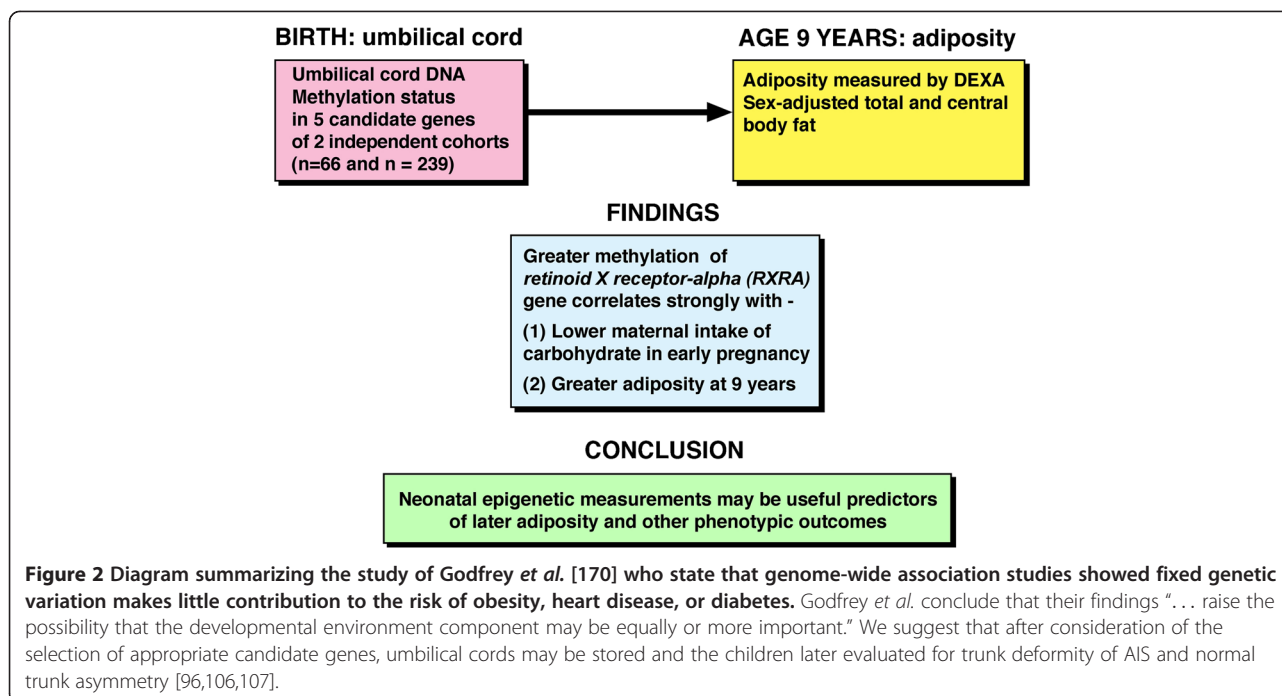 BIRTH: umbilical cord
Umbilical cord DNA
Methylation status
in 5 candidate genes
of 2 independent cohorts
(n=66 and n = 239)
AGE 9 YEARS: adiposity
Adiposity measured by DEXA
Sex-adjusted total and central
body fat
FINDINGS
Greater methylation of
retinoid X receptor-alpha (RXRA)
gene correlates strongly with -
(1) Lower maternal intake of
carbohydrate in early pregnancy
(2) Greater adiposity at 9 years
CONCLUSION
Neonatal epigenetic measurements may be useful predictors
of later adiposity and other phenotypic outcomes
Figure 2 Diagram summarizing the study of Godfrey et al. [170] who state that genome-wide association studies showed fixed genetic
variation makes little contribution to the risk of obesity, heart disease, or diabetes. Godfrey et al. conclude that their findings “... raise the
possibility that the developmental environment component may be equally or more important.” We suggest that after consideration of the
selection of appropriate candidate genes, umbilical cords may be stored and the children later evaluated for trunk deformity of AIS and normal
trunk asymmetry [96,106,107].